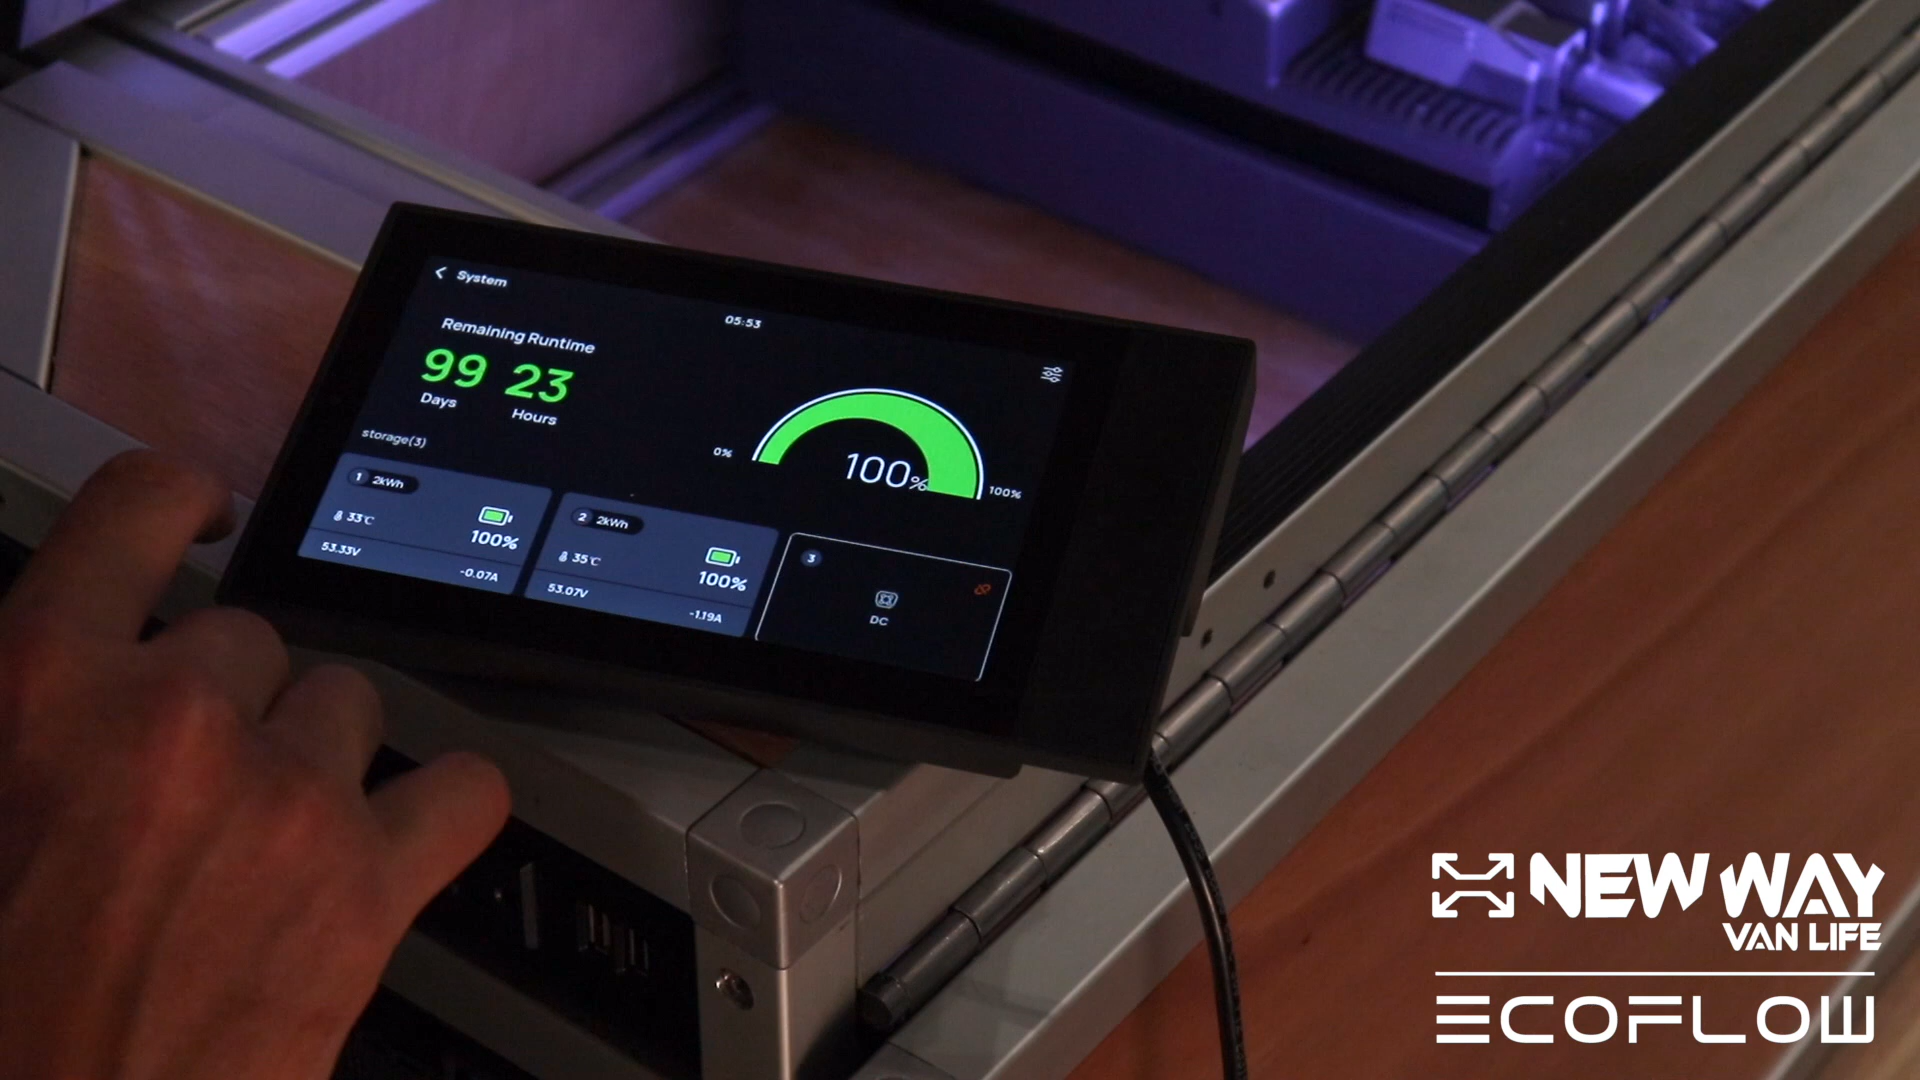 System
05:53
Remaining Runtime
99 23
Days Hours
0% 100% 100%
storage(3)
1 2kWh
33°C
100%
53.33V
-0.07A
2 2kWh
35°C
100%
53.07V
-1.19A
3
DC
NEW WAY
VAN LIFE
ECOFLOW